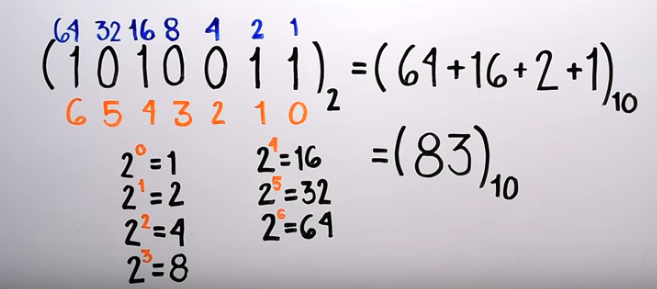 64 32 16 8 4 2 1
(1 0 1 0 0 1 1)₂ = (64+16+2+1)₁₀
6 5 4 3 2 1 0
= (83)₁₀
2⁰=1
2¹=2
2²=4
2³=8
2⁴=16
2⁵=32
2⁶=64